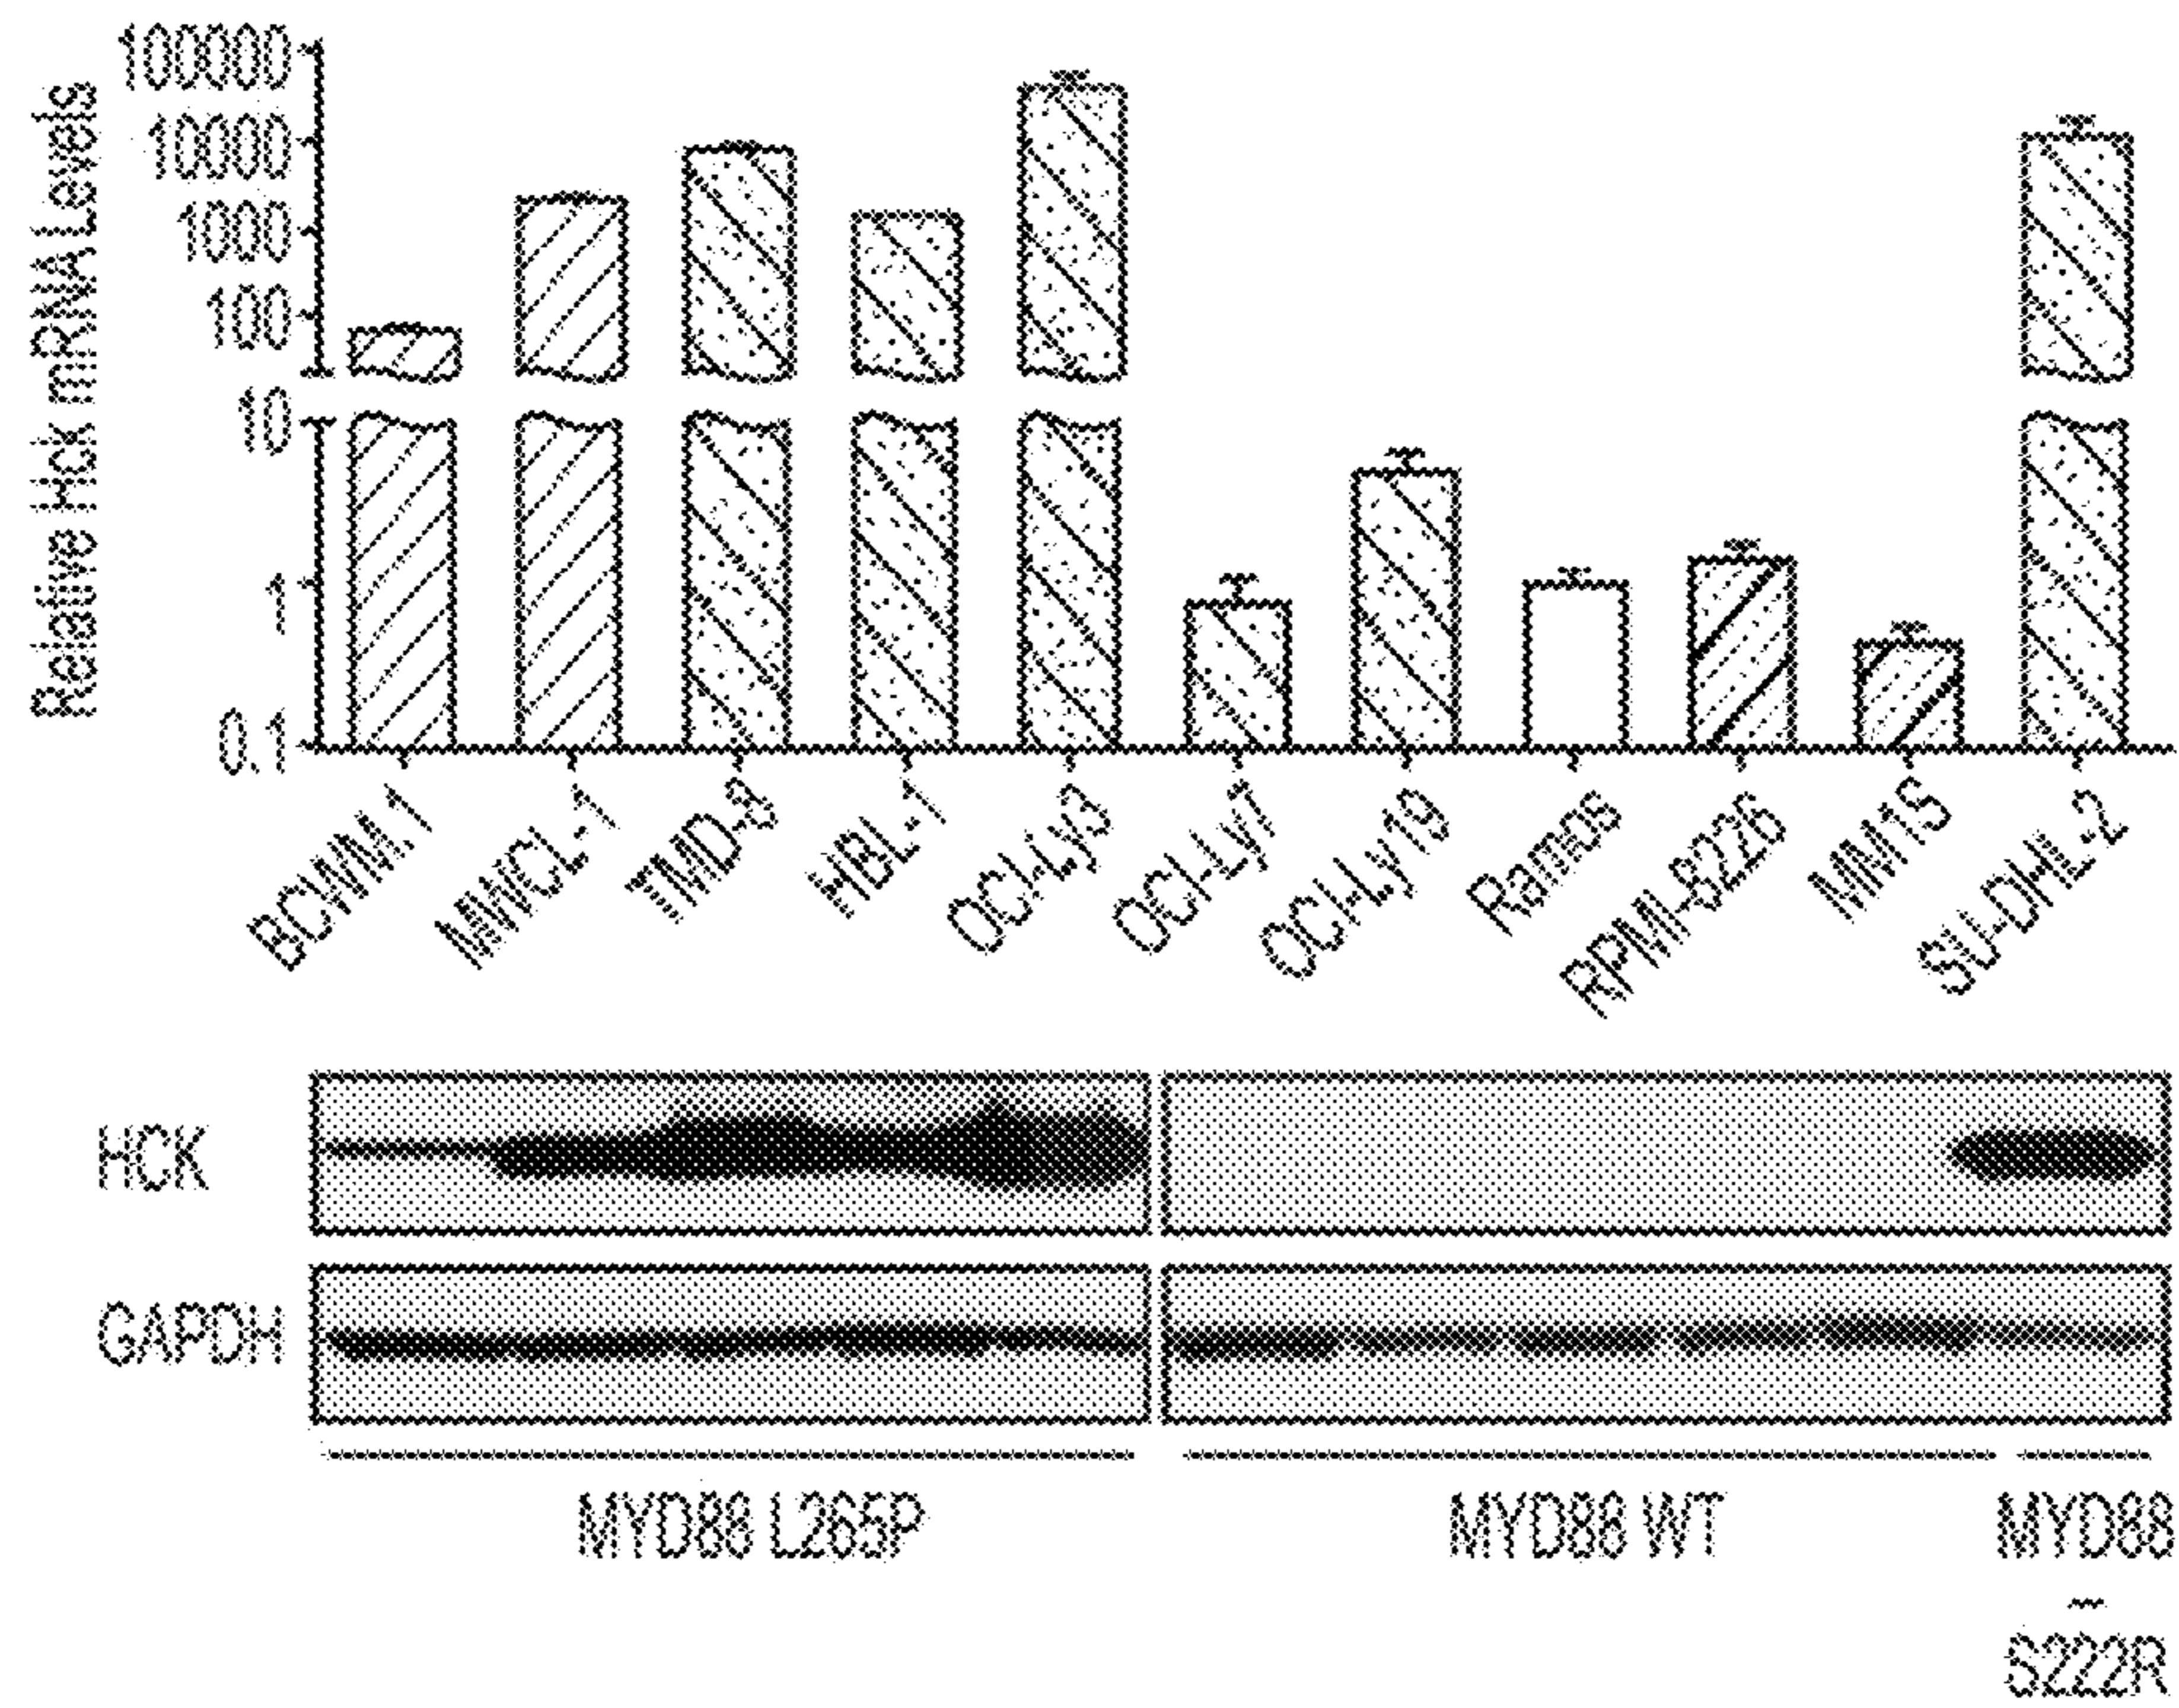 Relative Hck mRNA Levels
100000
10000
1000
100
10
1
0.1
BCWM.1
MWCL-1
TMD-8
HBL-1
OCI-Ly3
OCI-Ly7
OCI-Ly19
Ramos
RPMI-8226
MM1S
SU-DHL-2
HCK
GAPDH
MYD88 L265P
MYD88 WT
MYD88
~
S222R